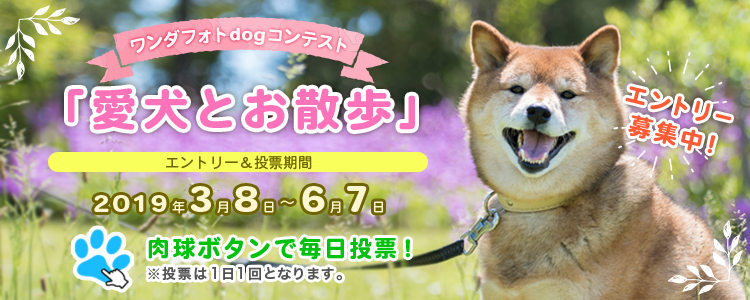 ワンダフォトdogコンテスト
「愛犬とお散歩」
エントリー＆投票期間
2019年3月8日～6月7日
肉球ボタンで毎日投票！
※投票は1日1回となります。
エントリー
募集中！